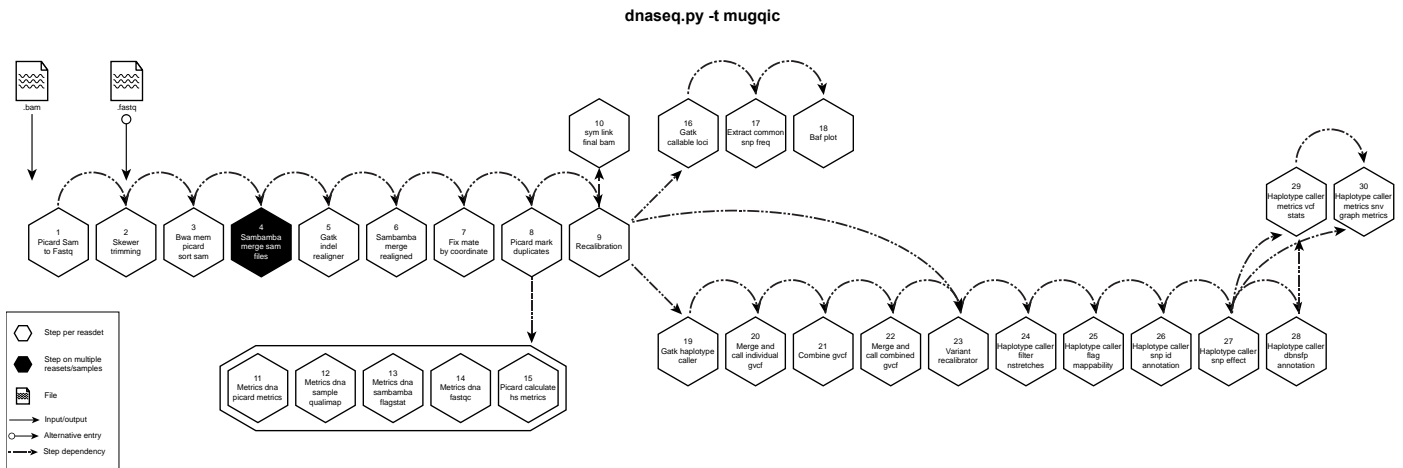 dnaseq.py -t mugqic
.bam
.fastq
10
sym link
final bam
16
Gatk
callable loci
17
Extract common
snp freq
18
Baf plot
29
Haplotype caller
metrics vcf
stats
30
Haplotype caller
metrics snv
graph metrics
1
Picard Sam
to Fastq
2
Skewer
trimming
3
Bwa mem
picard
sort sam
4
Sambamba
merge sam
files
5
Gatk
indel
realigner
6
Sambamba
merge
realigned
7
Fix mate
by coordinate
8
Picard mark
duplicates
9
Recalibration
19
Gatk haplotype
caller
20
Merge and
call individual
gvcf
21
Combine gvcf
22
Merge and
call combined
gvcf
23
Variant
recalibrator
24
Haplotype caller
filter
nstretches
25
Haplotype caller
flag
mappability
26
Haplotype caller
snp id
annotation
27
Haplotype caller
snp effect
28
Haplotype caller
dbnsfp
annotation
11
Metrics dna
picard metrics
12
Metrics dna
sample
qualimap
13
Metrics dna
sambamba
flagstat
14
Metrics dna
fastqc
15
Picard calculate
hs metrics
Step per reasdet
Step on multiple
reasets/samples
File
Input/output
Alternative entry
Step dependency